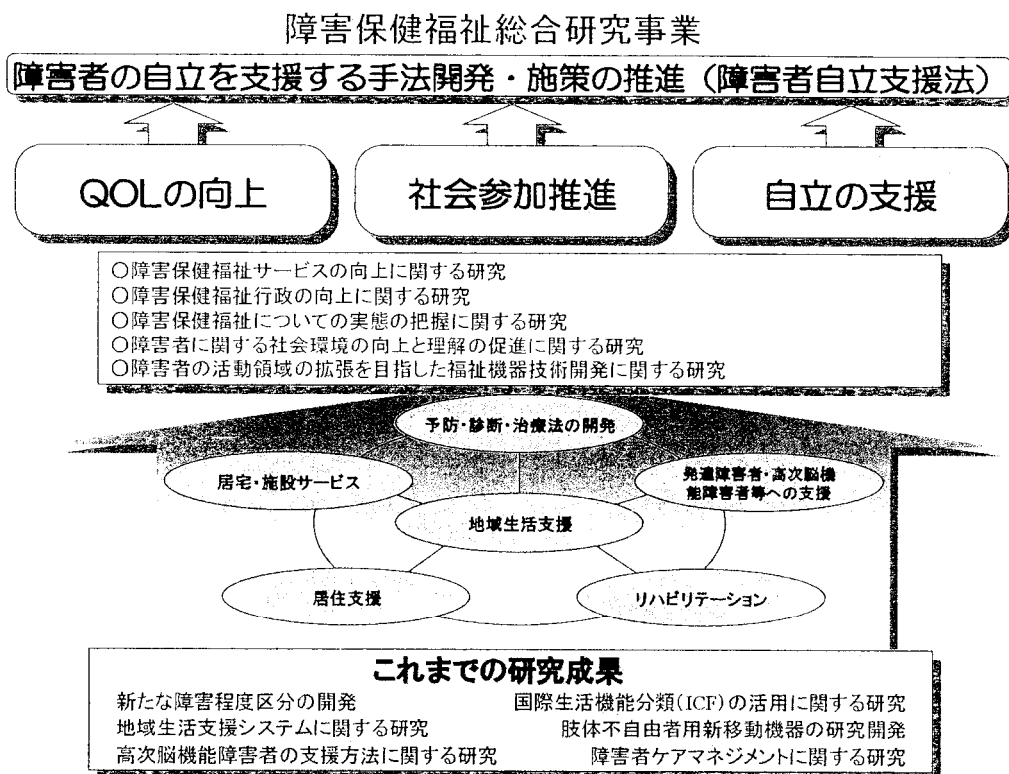 障害保健福祉総合研究事業
障害者の自立を支援する手法開発・施策の推進（障害者自立支援法）
QOLの向上
社会参加推進
自立の支援
○障害保健福祉サービスの向上に関する研究
○障害保健福祉行政の向上に関する研究
○障害保健福祉についての実態の把握に関する研究
○障害者に関する社会環境の向上と理解の促進に関する研究
○障害者の活動領域の拡張を目指した福祉機器技術開発に関する研究
予防・診断・治療法の開発
居宅・施設サービス
発達障害者・高次脳機
能障害者等への支援
地域生活支援
居住支援
リハビリテーション
これまでの研究成果
新たな障害程度区分の開発
国際生活機能分類(ICF)の活用に関する研究
地域生活支援システムに関する研究
肢体不自由者用新移動機器の研究開発
高次脳機能障害者の支援方法に関する研究
障害者ケアマネジメントに関する研究